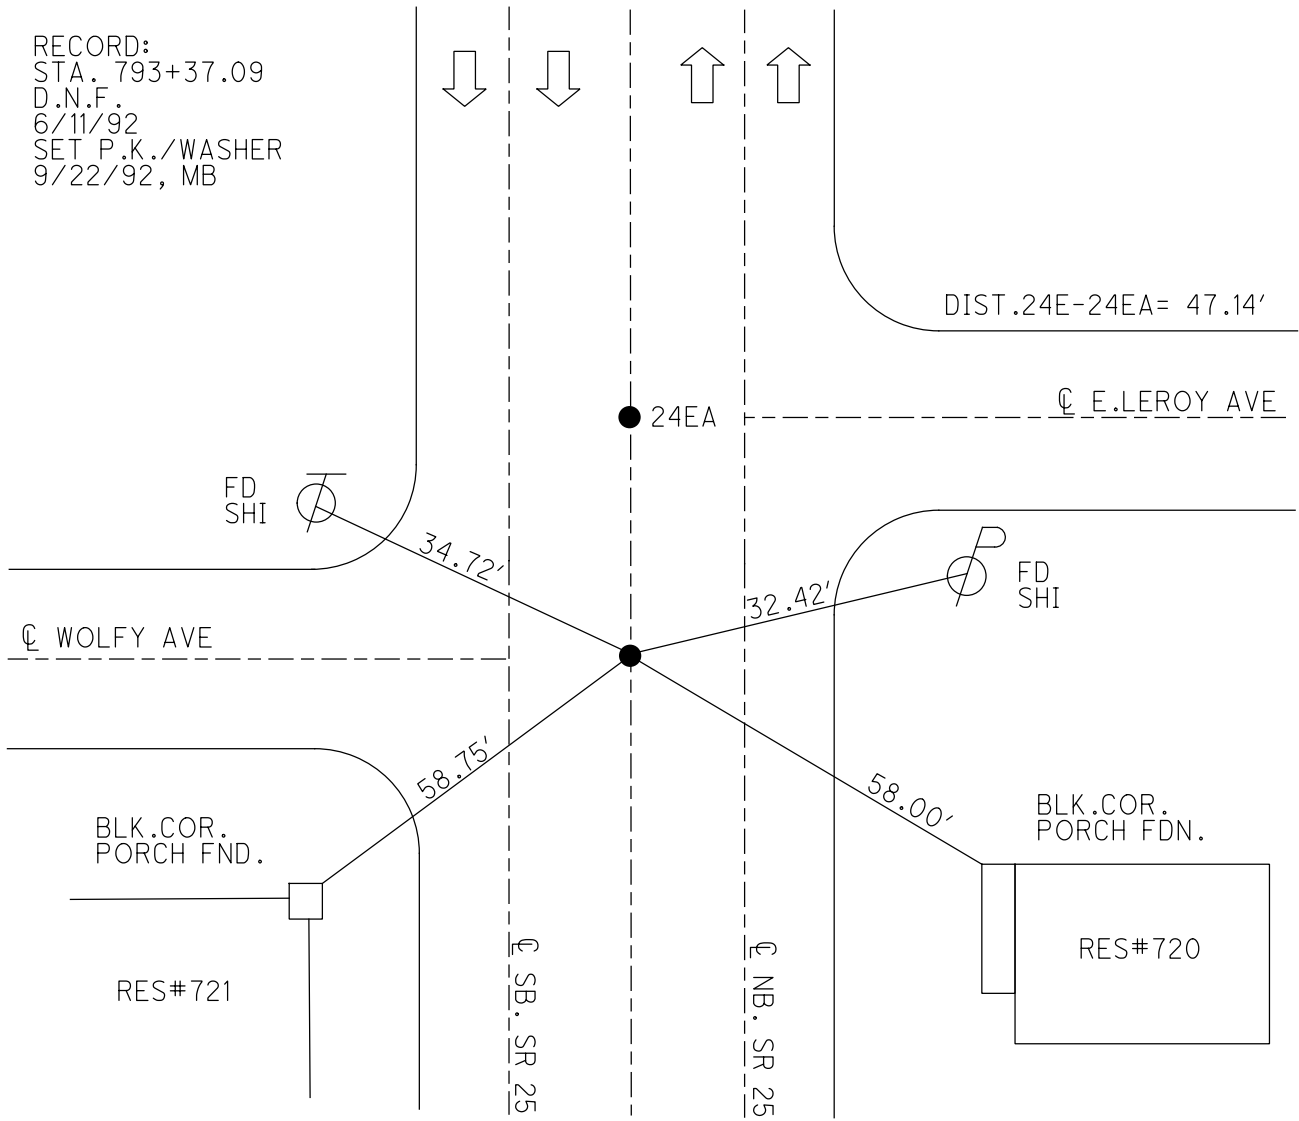 RECORD:
STA. 793+37.09
D.N.F.
6/11/92
SET P.K./WASHER
9/22/92, MB
DIST.24E-24EA= 47.14'
℄ E.LEROY AVE
24EA
FD
SHI
34.72'
32.42'
FD
SHI
℄ WOLFY AVE
58.75'
58.00'
BLK.COR.
PORCH FND.
BLK.COR.
PORCH FDN.
RES#721
RES#720
℄ SB. SR 25
℄ NB. SR 25